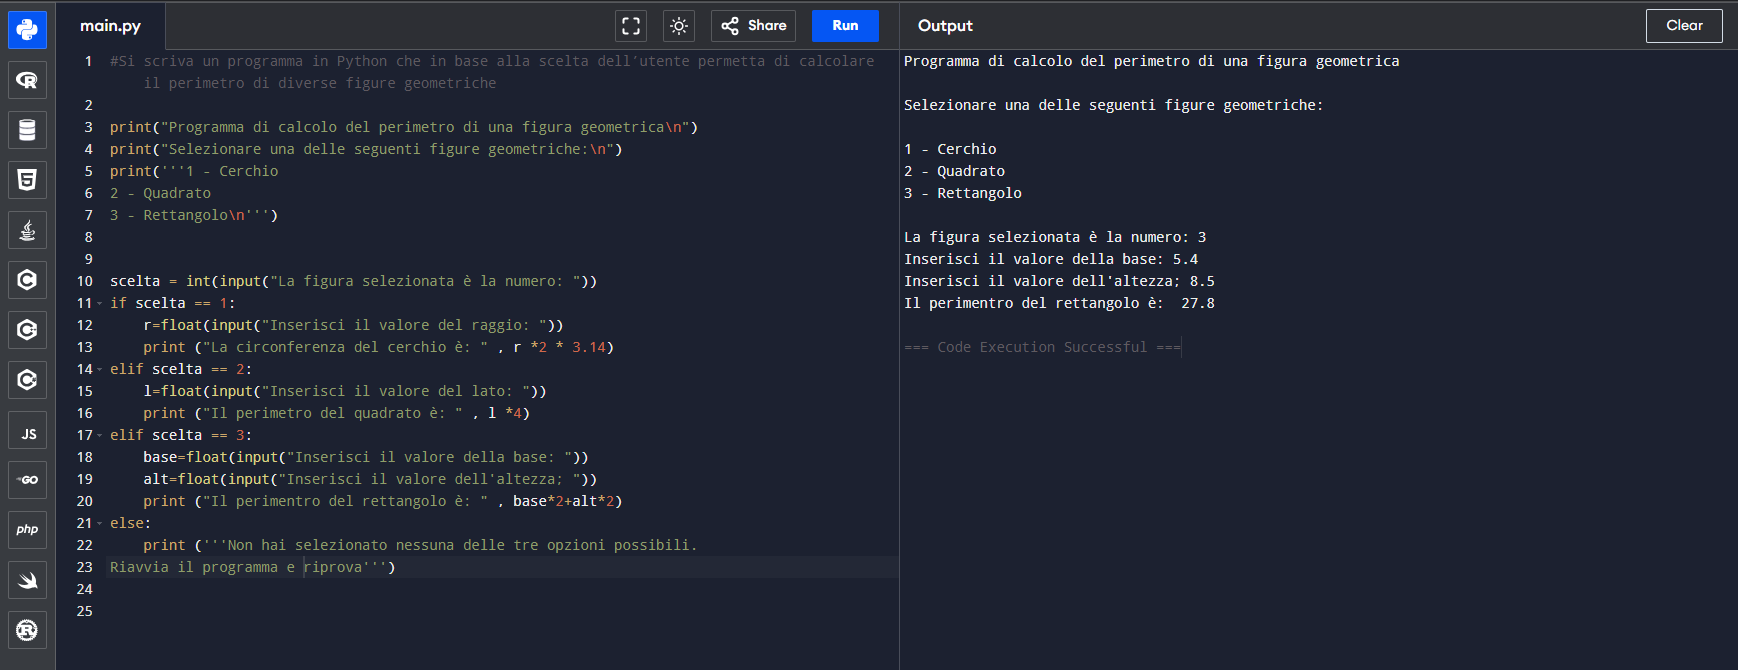 main.py
Share
Run
Output
Clear
1 #Si scriva un programma in Python che in base alla scelta dell'utente permetta di calcolare
il perimetro di diverse figure geometriche
2
3 print("Programma di calcolo del perimetro di una figura geometrica\n")
4 print("Selezionare una delle seguenti figure geometriche:\n")
5 print('''1 - Cerchio
6 2 - Quadrato
7 3 - Rettangolo\n''')
8
9
10 scelta = int(input("La figura selezionata è la numero: "))
11 if scelta == 1:
12     r=float(input("Inserisci il valore del raggio: "))
13     print ("La circonferenza del cerchio è: " , r *2 * 3.14)
14 elif scelta == 2:
15     l=float(input("Inserisci il valore del lato: "))
16     print ("Il perimetro del quadrato è: " , l *4)
17 elif scelta == 3:
18     base=float(input("Inserisci il valore della base: "))
19     alt=float(input("Inserisci il valore dell'altezza; "))
20     print ("Il perimentro del rettangolo è: " , base*2+alt*2)
21 else:
22     print ('''Non hai selezionato nessuna delle tre opzioni possibili.
23 Riavvia il programma e riprova''')
24
25
Programma di calcolo del perimetro di una figura geometrica
Selezionare una delle seguenti figure geometriche:
1 - Cerchio
2 - Quadrato
3 - Rettangolo
La figura selezionata è la numero: 3
Inserisci il valore della base: 5.4
Inserisci il valore dell'altezza; 8.5
Il perimentro del rettangolo è:  27.8
=== Code Execution Successful ===
R
5
C
C
C
JS
GO
php
R